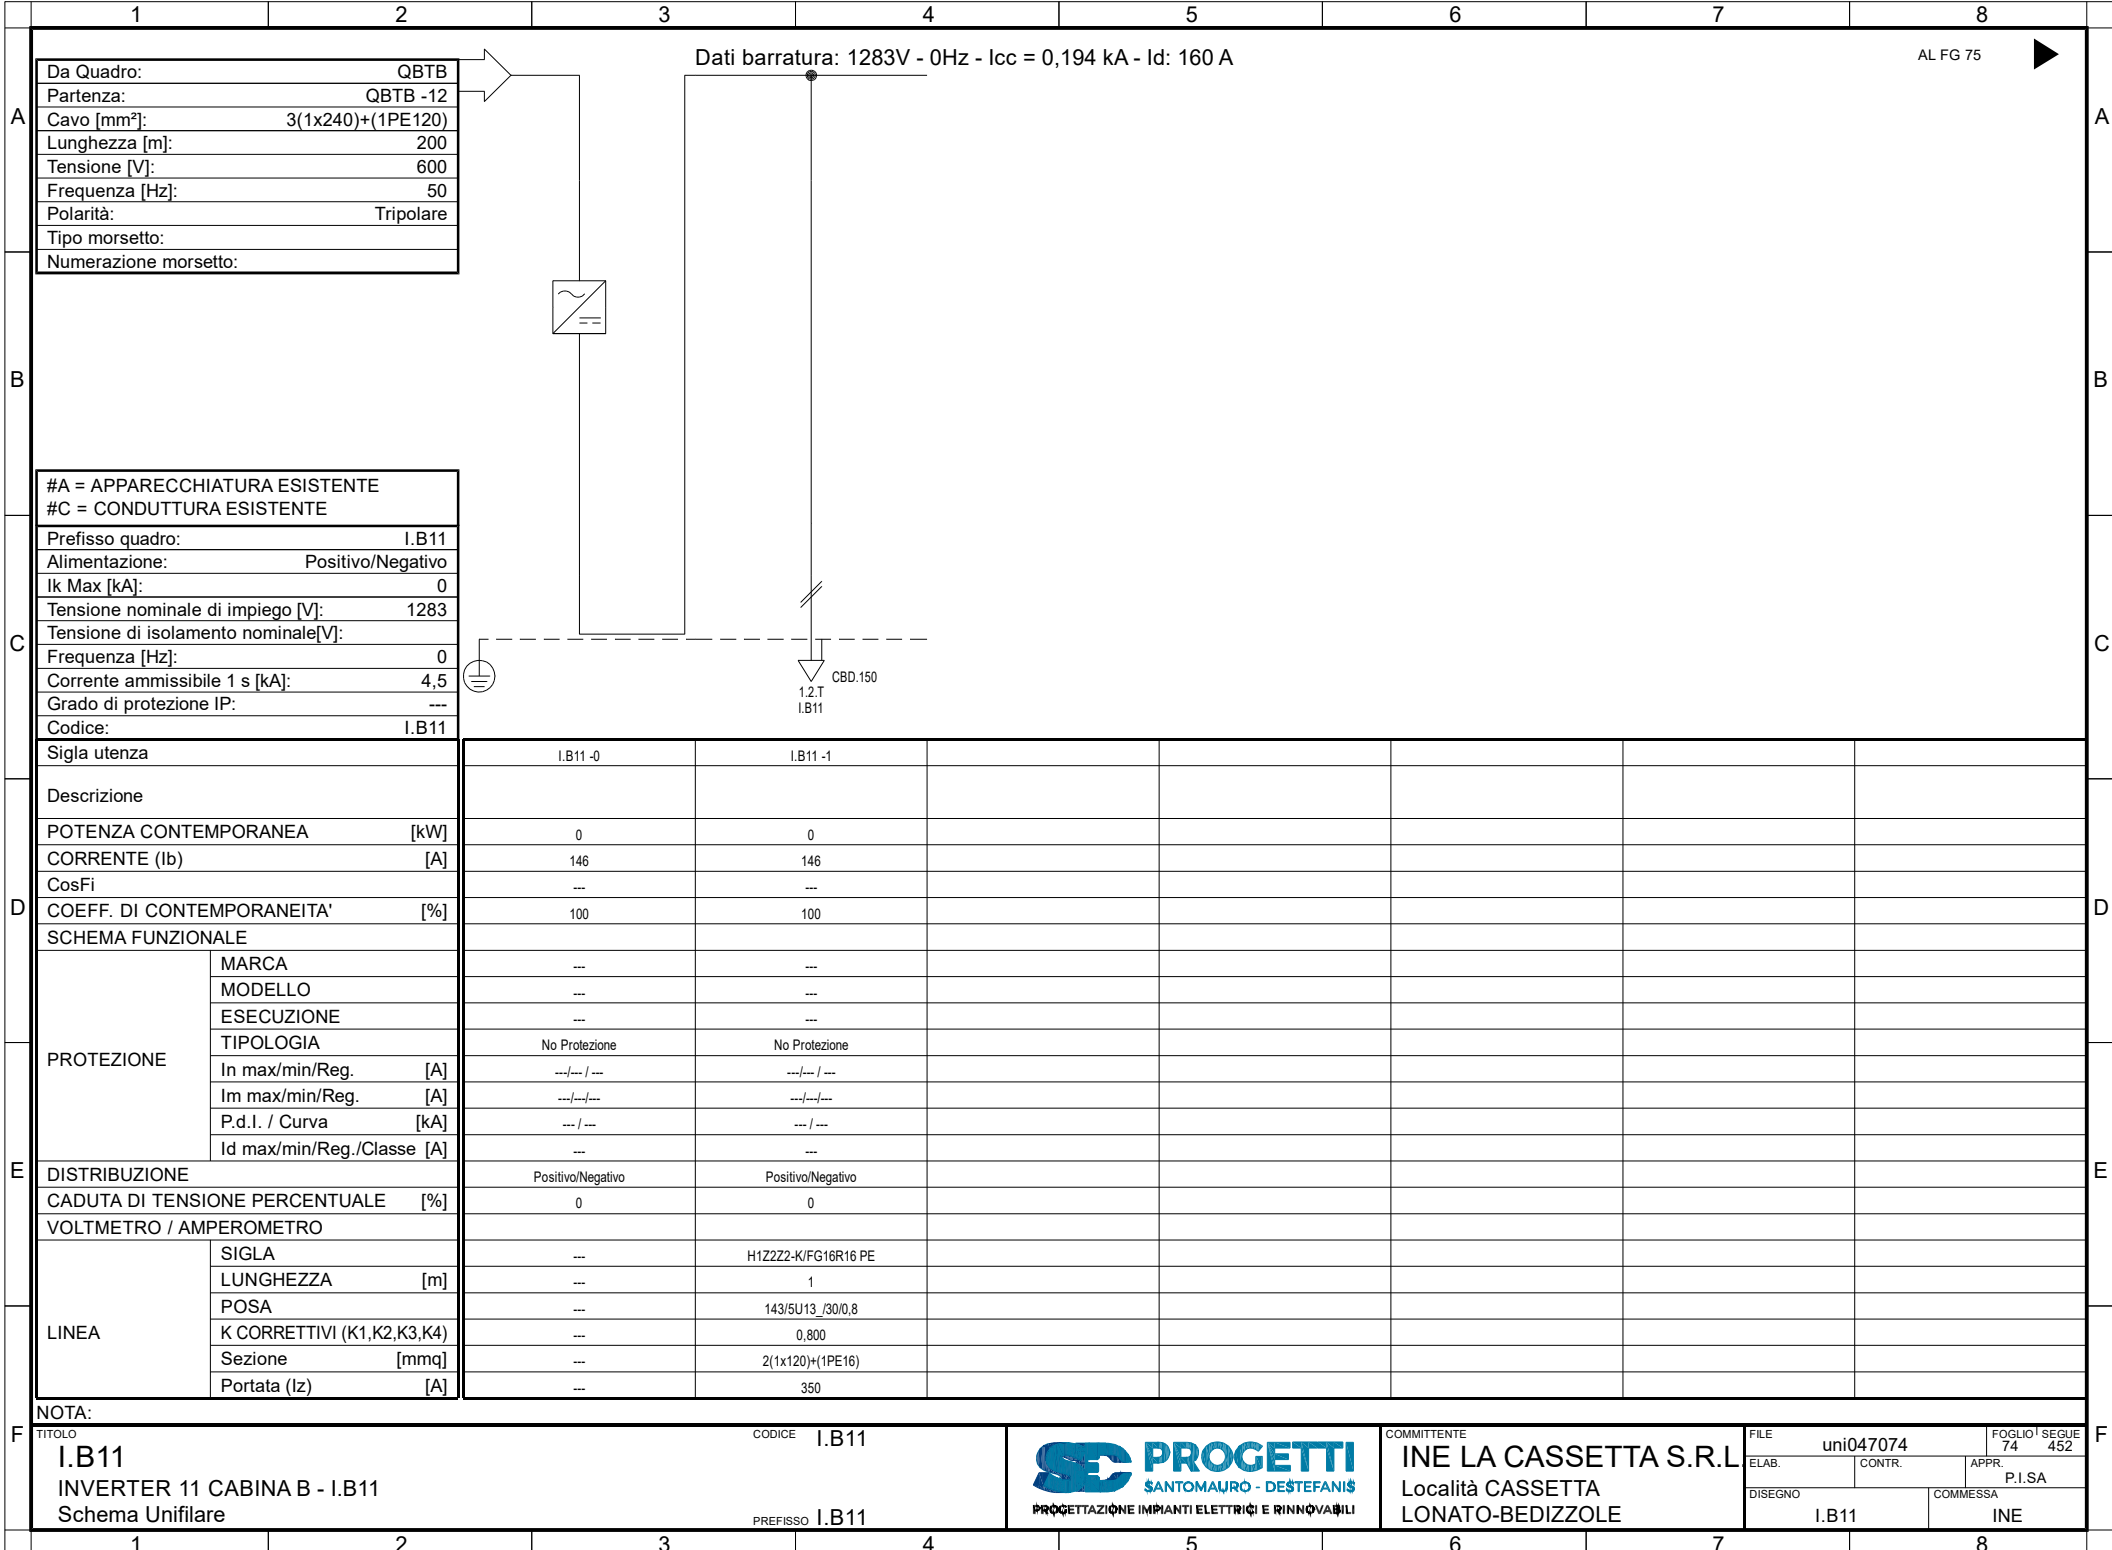 1 2 3 4 5 6 7 8
Dati barratura: 1283V - 0Hz - Icc = 0,194 kA - Id: 160 A
AL FG 75
Da Quadro: QBTB
Partenza: QBTB -12
Cavo [mm²]: 3(1x240)+(1PE120)
Lunghezza [m]: 200
Tensione [V]: 600
Frequenza [Hz]: 50
Polarità: Tripolare
Tipo morsetto:
Numerazione morsetto:
A A
B B
#A = APPARECCHIATURA ESISTENTE
#C = CONDUTTURA ESISTENTE
Prefisso quadro: I.B11
Alimentazione: Positivo/Negativo
Ik Max [kA]: 0
Tensione nominale di impiego [V]: 1283
Tensione di isolamento nominale[V]:
Frequenza [Hz]: 0
Corrente ammissibile 1 s [kA]: 4,5
Grado di protezione IP: ---
Codice: I.B11
C C
CBD.150
1.2.T
I.B11
Sigla utenza I.B11 -0 I.B11 -1
Descrizione
POTENZA CONTEMPORANEA [kW] 0 0
CORRENTE (Ib) [A] 146 146
CosFi --- ---
D COEFF. DI CONTEMPORANEITA' [%] 100 100 D
SCHEMA FUNZIONALE
PROTEZIONE
MARCA --- ---
MODELLO --- ---
ESECUZIONE --- ---
TIPOLOGIA No Protezione No Protezione
In max/min/Reg. [A] ---/--- / --- ---/--- / ---
Im max/min/Reg. [A] ---/---/--- ---/---/---
P.d.I. / Curva [kA] --- / --- --- / ---
Id max/min/Reg./Classe [A] --- ---
E DISTRIBUZIONE Positivo/Negativo Positivo/Negativo E
CADUTA DI TENSIONE PERCENTUALE [%] 0 0
VOLTMETRO / AMPEROMETRO
LINEA
SIGLA --- H1Z2Z2-K/FG16R16 PE
LUNGHEZZA [m] --- 1
POSA --- 143/5U13_/30/0,8
K CORRETTIVI (K1,K2,K3,K4) --- 0,800
Sezione [mmq] --- 2(1x120)+(1PE16)
Portata (Iz) [A] --- 350
NOTA:
F F
TITOLO
I.B11
INVERTER 11 CABINA B - I.B11
Schema Unifilare
CODICE I.B11
PREFISSO I.B11
PROGETTI
SANTOMAURO - DESTEFANIS
PROGETTAZIONE IMPIANTI ELETTRICI E RINNOVABILI
COMMITTENTE
INE LA CASSETTA S.R.L.
Località CASSETTA
LONATO-BEDIZZOLE
FILE uni047074
FOGLIO 74 SEGUE 452
ELAB. CONTR. APPR. P.I.SA
DISEGNO I.B11
COMMESSA INE
1 2 3 4 5 6 7 8